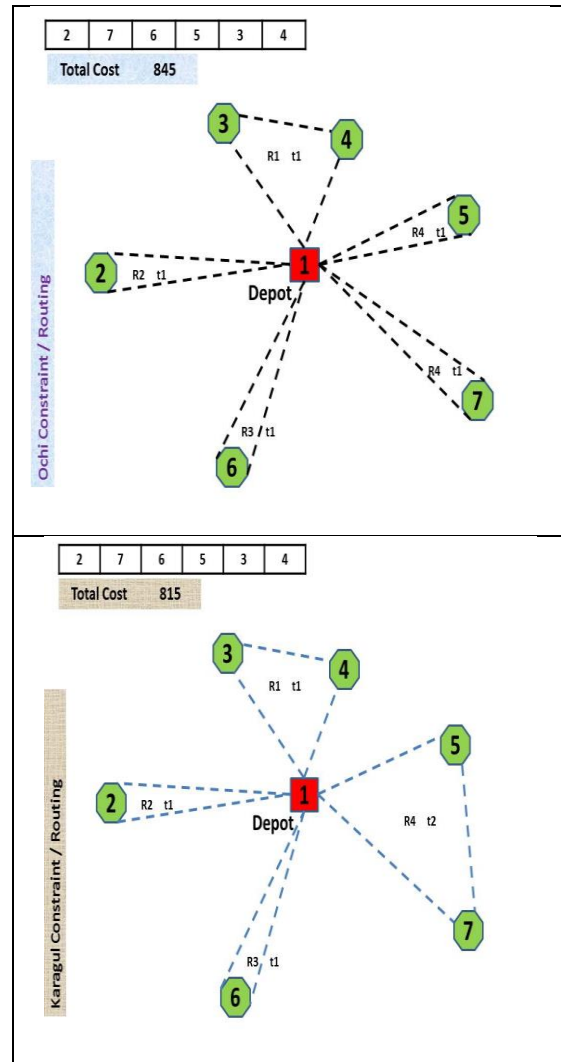 2 7 6 5 3 4
Total Cost 845
3
4
R1 t1
5
R4 t1
2
R2 t1
1
Depot
R4 t1
7
R3 t1
6
Ochi Constraint / Routing
2 7 6 5 3 4
Total Cost 815
3
4
R1 t1
5
2
R2 t1
1
Depot
R4 t2
7
R3 t1
6
Karagul Constraint / Routing